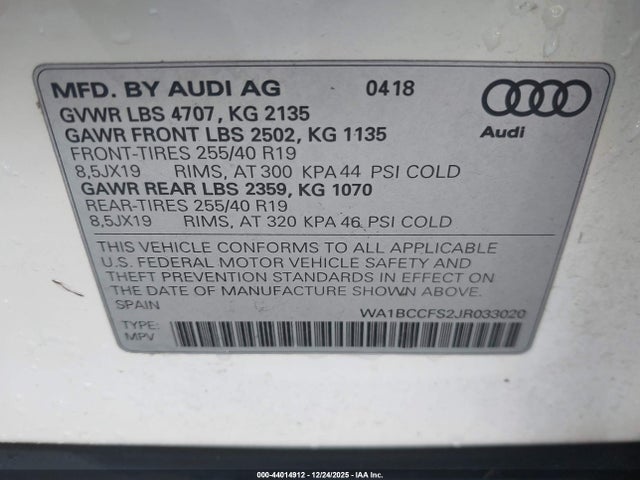 MFD. BY AUDI AG 0418
GVWR LBS 4707, KG 2135
GAWR FRONT LBS 2502, KG 1135
Audi
FRONT-TIRES 255/40 R19
8,5JX19 RIMS, AT 300 KPA 44 PSI COLD
GAWR REAR LBS 2359, KG 1070
REAR-TIRES 255/40 R19
8,5JX19 RIMS, AT 320 KPA 46 PSI COLD
THIS VEHICLE CONFORMS TO ALL APPLICABLE
U.S. FEDERAL MOTOR VEHICLE SAFETY AND
THEFT PREVENTION STANDARDS IN EFFECT ON
THE DATE OF MANUFACTURE SHOWN ABOVE.
SPAIN
WA1BCCFS2JR033020
TYPE:
MPV
000-44014912 - 12/24/2025 - IAA Inc.